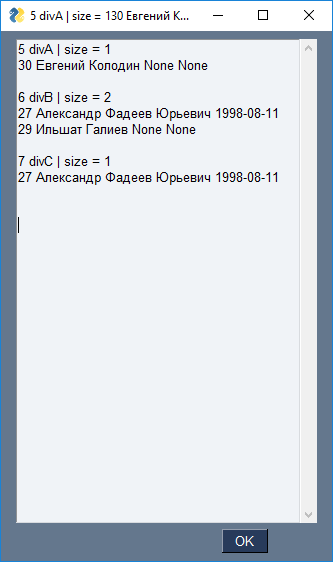 5 divA | size = 130 Евгений К...
5 divA | size = 1
30 Евгений Колодин None None
6 divB | size = 2
27 Александр Фадеев Юрьевич 1998-08-11
29 Ильшат Галиев None None
7 divC | size = 1
27 Александр Фадеев Юрьевич 1998-08-11
OK